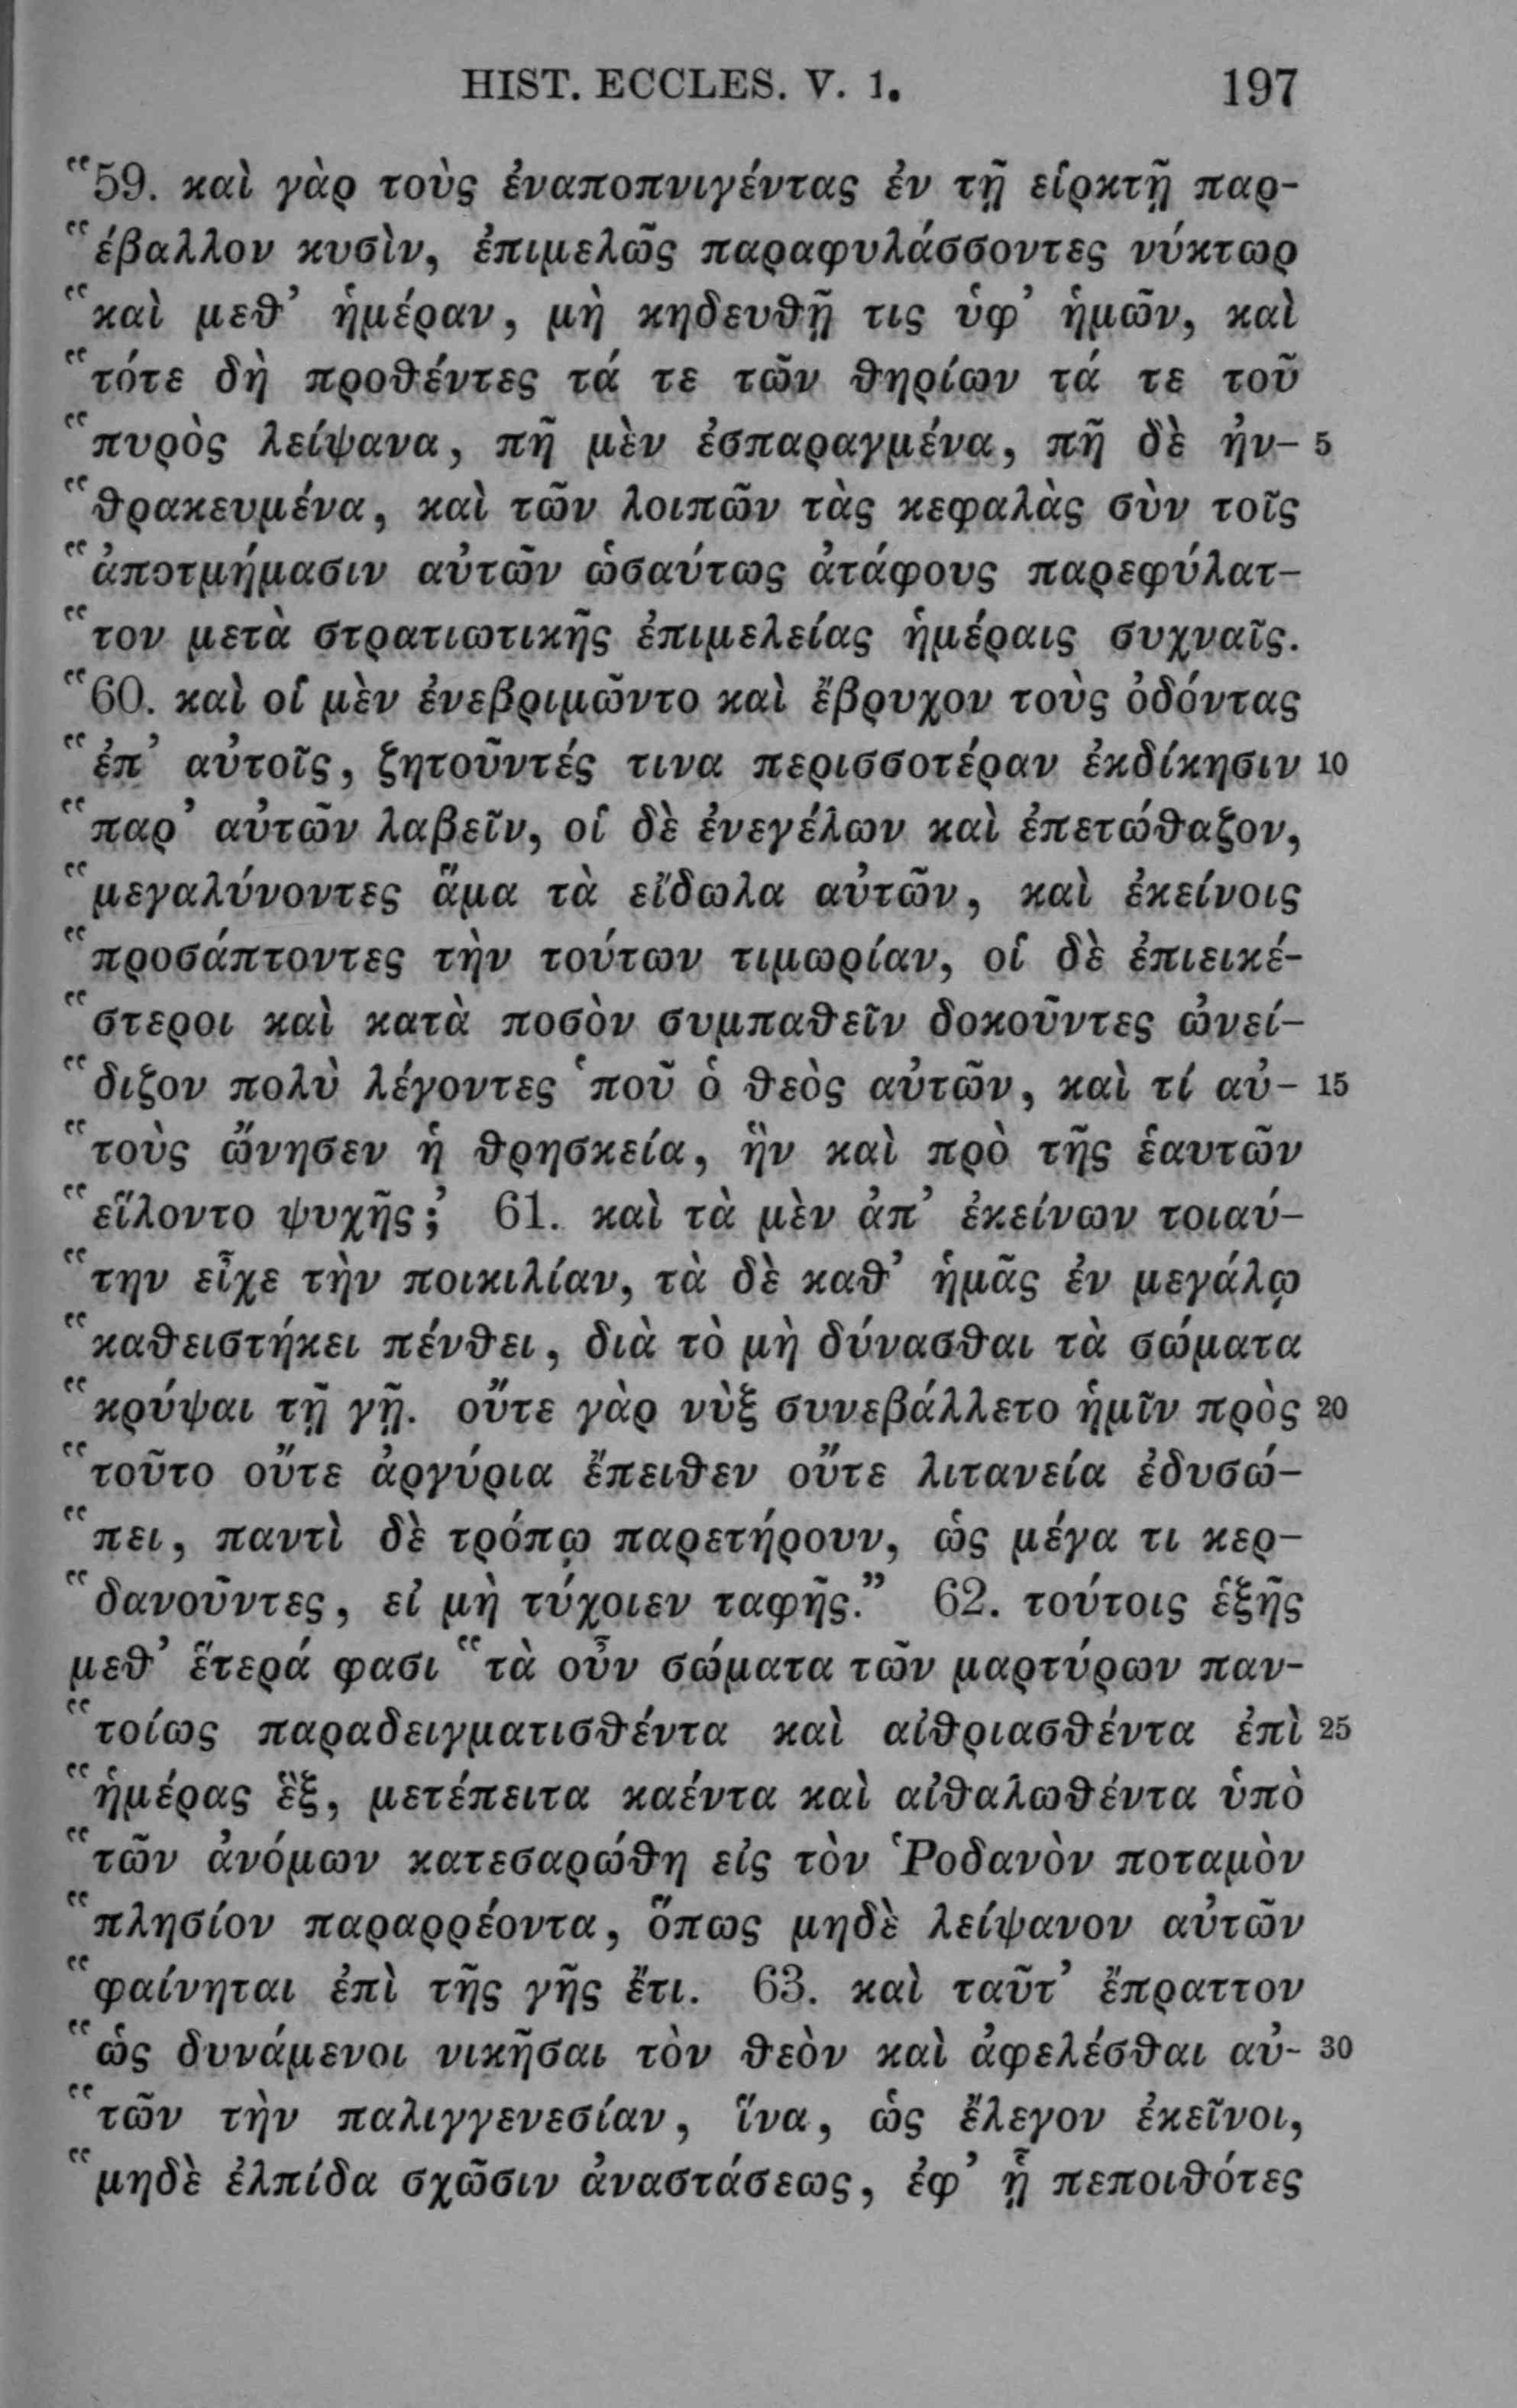 HIST. ECCLES. V. 1. 197
“59. καὶ γὰρ τοὺς ἐναποπνιγέντας ἐν τῇ εἱρκτῇ παρ-
“έβαλλον κυσὶν, ἐπιμελῶς παραφυλάσσοντες νύκτωρ
“καὶ μεθ’ ἡμέραν, μὴ κηδευθῇ τις ὑφ’ ἡμῶν, καὶ
“τότε δὴ προθέντες τά τε τῶν θηρίων τά τε τοῦ
“πυρὸς λείψανα, πῆ μὲν ἐσπαραγμένα, πῆ δὲ ἠν- 5
“θρακευμένα, καὶ τῶν λοιπῶν τὰς κεφαλὰς σὺν τοῖς
“ἀποτμήμασιν αὐτῶν ὡσαύτως ἀτάφους παρεφύλατ-
“τον μετὰ στρατιωτικῆς ἐπιμελείας ἡμέραις συχναῖς.
“60. καὶ οἱ μὲν ἐνεβριμῶντο καὶ ἔβρυχον τοὺς ὀδόντας
“ἐπ’ αὐτοῖς, ζητοῦντές τινα περισσοτέραν ἐκδίκησιν 10
“παρ’ αὐτῶν λαβεῖν, οἱ δὲ ἐνεγέλων καὶ ἐπετώθαζον,
“μεγαλύνοντες ἅμα τὰ εἴδωλα αὐτῶν, καὶ ἐκείνοις
“προσάπτοντες τὴν τούτων τιμωρίαν, οἱ δὲ ἐπιεικέ-
“στεροι καὶ κατὰ ποσὸν συμπαθεῖν δοκοῦντες ὠνεί-
“διζον πολὺ λέγοντες ‘ποῦ ὁ θεὸς αὐτῶν, καὶ τί αὐ- 15
“τοὺς ὤνησεν ἡ θρησκεία, ἣν καὶ πρὸ τῆς ἑαυτῶν
“εἵλοντο ψυχῆς;’ 61. καὶ τὰ μὲν ἀπ’ ἐκείνων τοιαύ-
“την εἶχε τὴν ποικιλίαν, τὰ δὲ καθ’ ἡμᾶς ἐν μεγάλῳ
“καθειστήκει πένθει, διὰ τὸ μὴ δύνασθαι τὰ σώματα
“κρύψαι τῇ γῇ. οὔτε γὰρ νὺξ συνεβάλλετο ἡμῖν πρὸς 20
“τοῦτο οὔτε ἀργύρια ἔπειθεν οὔτε λιτανεία ἐδυσώ-
“πει, παντὶ δὲ τρόπῳ παρετήρουν, ὡς μέγα τι κερ-
“δανοῦντες, εἰ μὴ τύχοιεν ταφῆς.” 62. τούτοις ἑξῆς
μεθ’ ἕτερά φασι “τὰ οὖν σώματα τῶν μαρτύρων παν-
“τοίως παραδειγματισθέντα καὶ αἰθριασθέντα ἐπὶ 25
“ἡμέρας ἓξ, μετέπειτα καέντα καὶ αἰθαλωθέντα ὑπὸ
“τῶν ἀνόμων κατεσαρώθη εἰς τὸν Ῥοδανὸν ποταμὸν
“πλησίον παραρρέοντα, ὅπως μηδὲ λείψανον αὐτῶν
“φαίνηται ἐπὶ τῆς γῆς ἔτι. 63. καὶ ταῦτ’ ἔπραττον
“ὡς δυνάμενοι νικῆσαι τὸν θεὸν καὶ ἀφελέσθαι αὐ- 30
“τῶν τὴν παλιγγενεσίαν, ἵνα, ὡς ἔλεγον ἐκεῖνοι,
“μηδὲ ἐλπίδα σχῶσιν ἀναστάσεως, ἐφ’ ᾗ πεποιθότες